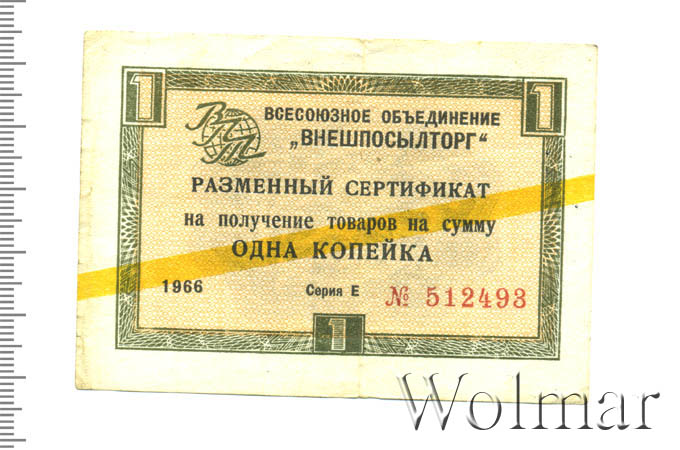 1 1
ВПТ
ВСЕСОЮЗНОЕ ОБЪЕДИНЕНИЕ
„ВНЕШПОСЫЛТОРГ“
РАЗМЕННЫЙ СЕРТИФИКАТ
на получение товаров на сумму
ОДНА КОПЕЙКА
1966 Серия Е № 512493
1
Wolmar